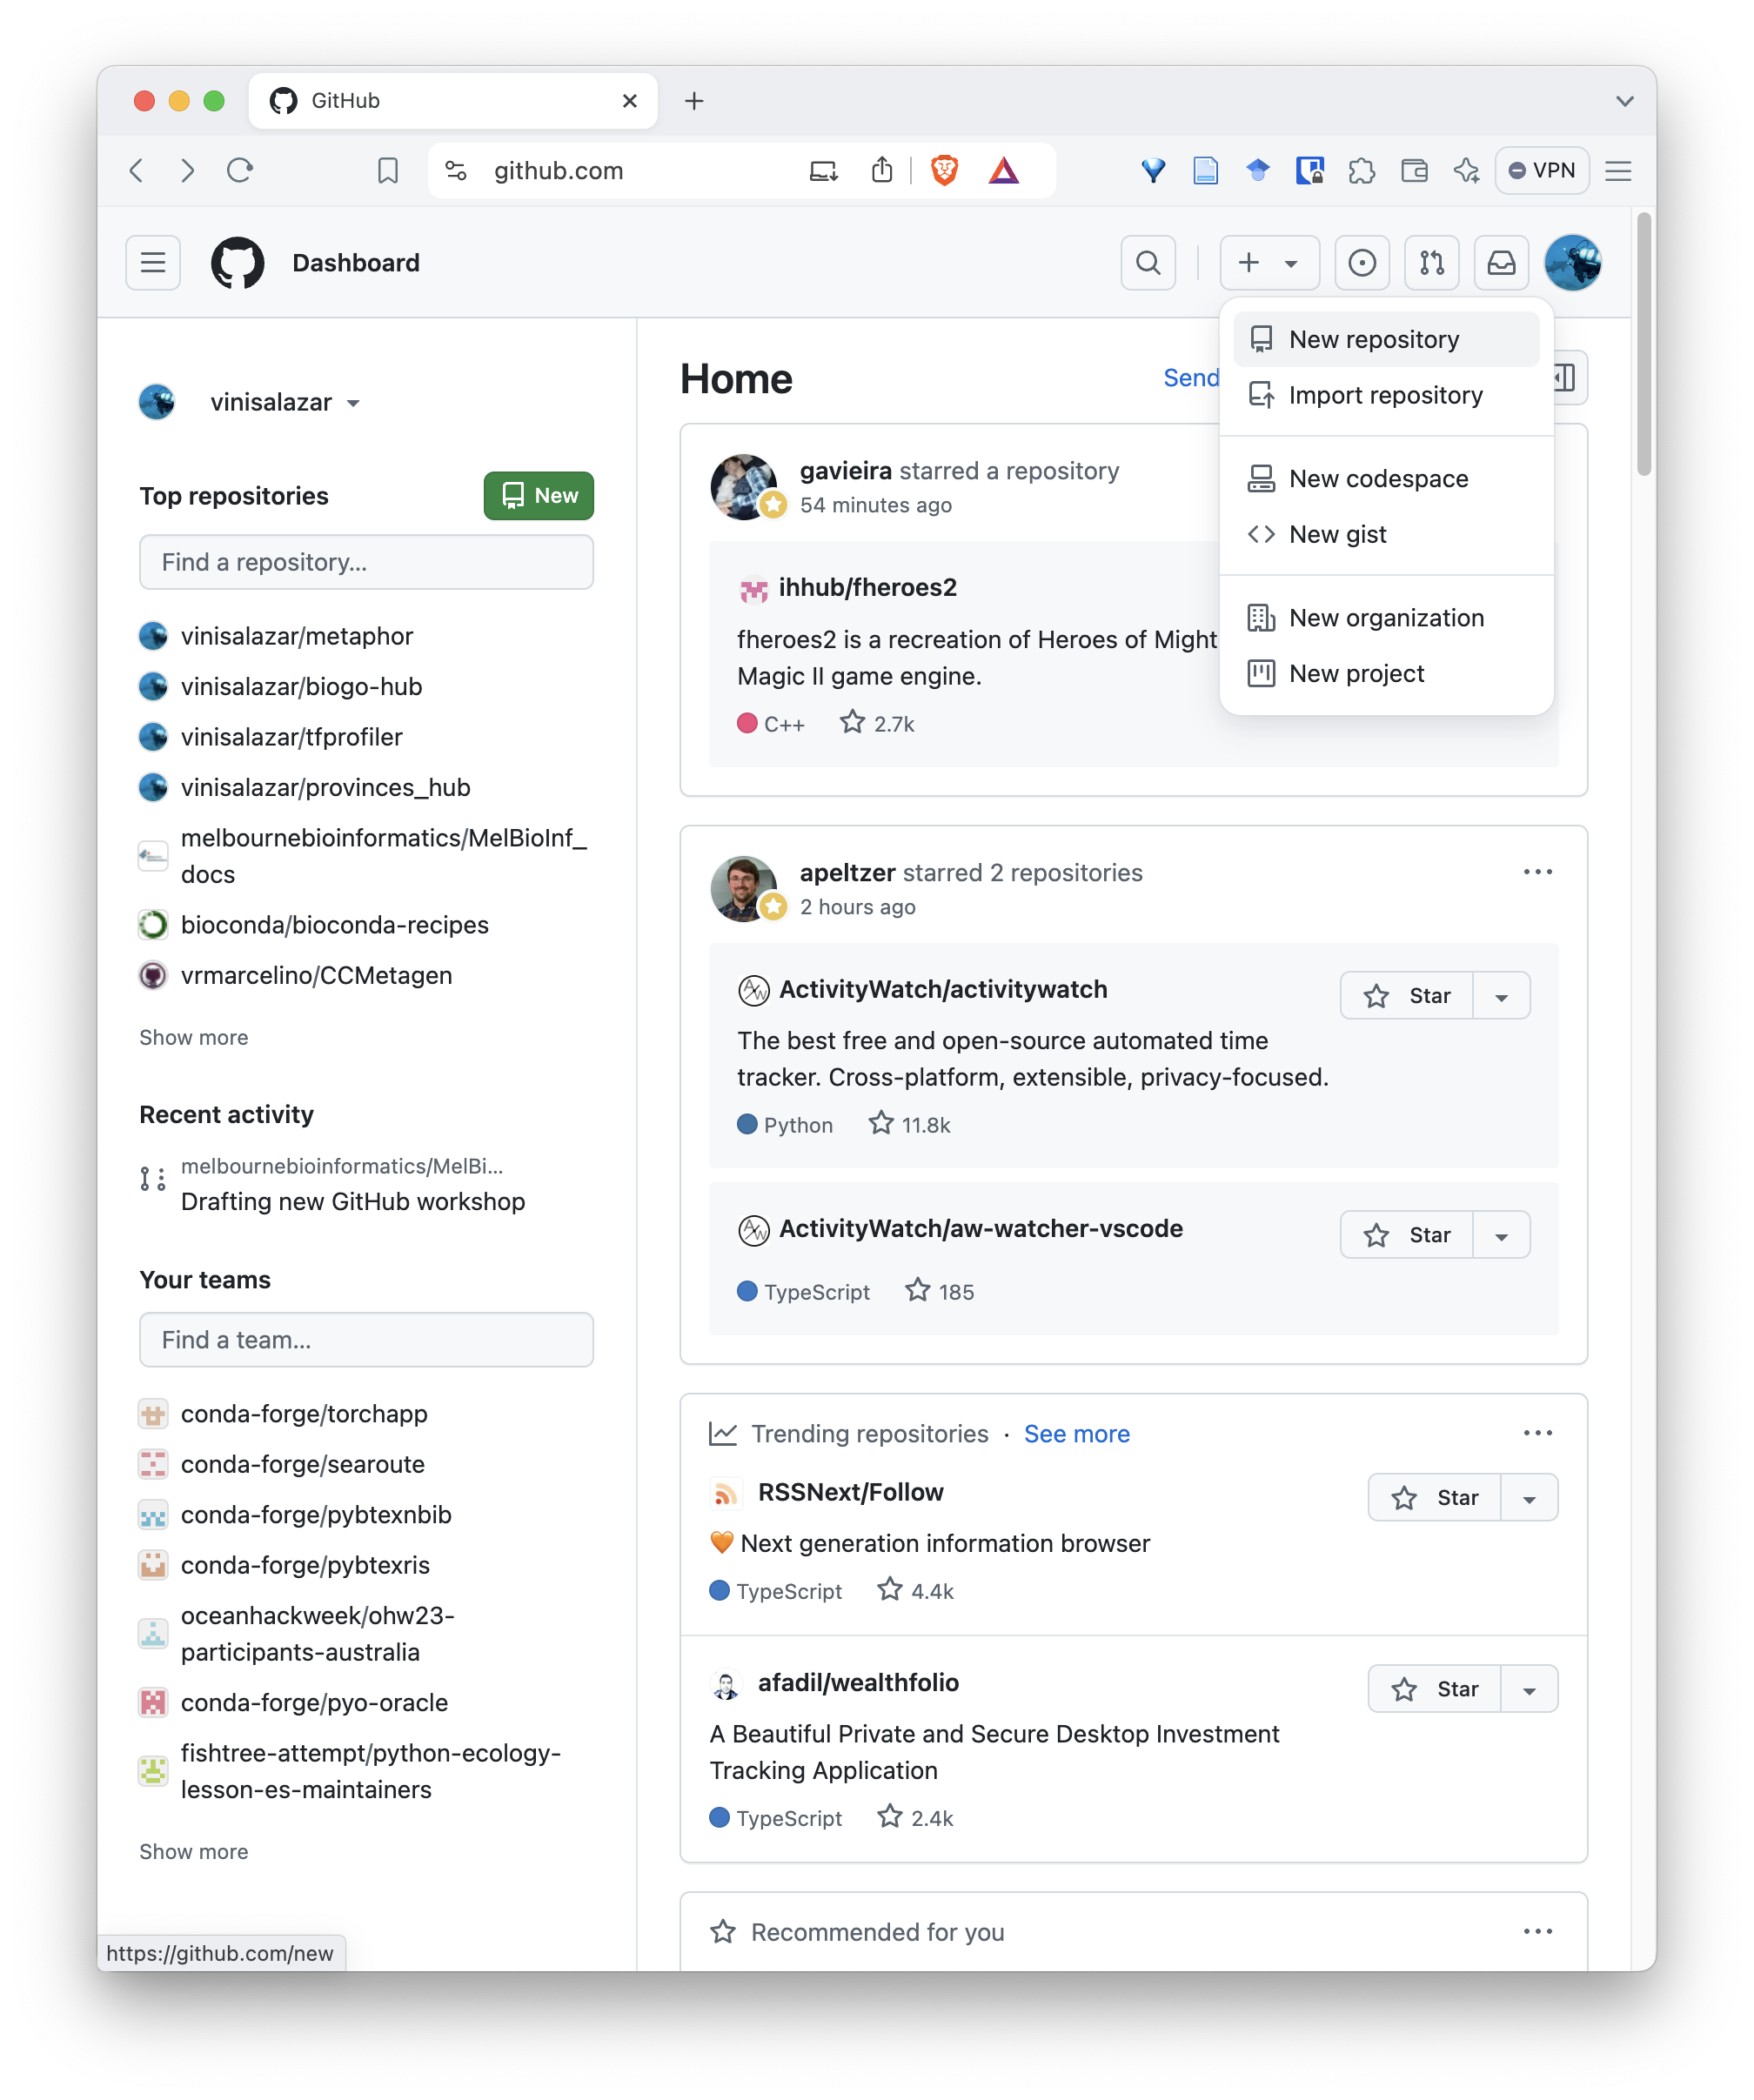 GitHub
github.com
VPN
Dashboard
vinisalazar
Top repositories
New
Find a repository...
vinisalazar/metaphor
vinisalazar/biogo-hub
vinisalazar/tfprofiler
vinisalazar/provinces_hub
melbournebioinformatics/MelBioInf_
docs
bioconda/bioconda-recipes
vrmarcelino/CCMetagen
Show more
Recent activity
melbournebioinformatics/MelBi...
Drafting new GitHub workshop
Your teams
Find a team...
conda-forge/torchapp
conda-forge/searoute
conda-forge/pybtexnbib
conda-forge/pybtexris
oceanhackweek/ohw23-
participants-australia
conda-forge/pyo-oracle
fishtree-attempt/python-ecology-
lesson-es-maintainers
Show more
https://github.com/new
Home
Send
New repository
Import repository
New codespace
New gist
New organization
New project
gavieira starred a repository
54 minutes ago
ihhub/fheroes2
fheroes2 is a recreation of Heroes of Might
Magic II game engine.
C++ 2.7k
apeltzer starred 2 repositories
2 hours ago
ActivityWatch/activitywatch
Star
The best free and open-source automated time
tracker. Cross-platform, extensible, privacy-focused.
Python 11.8k
ActivityWatch/aw-watcher-vscode
Star
TypeScript 185
Trending repositories · See more
RSSNext/Follow
Star
🧡 Next generation information browser
TypeScript 4.4k
afadil/wealthfolio
Star
A Beautiful Private and Secure Desktop Investment
Tracking Application
TypeScript 2.4k
Recommended for you